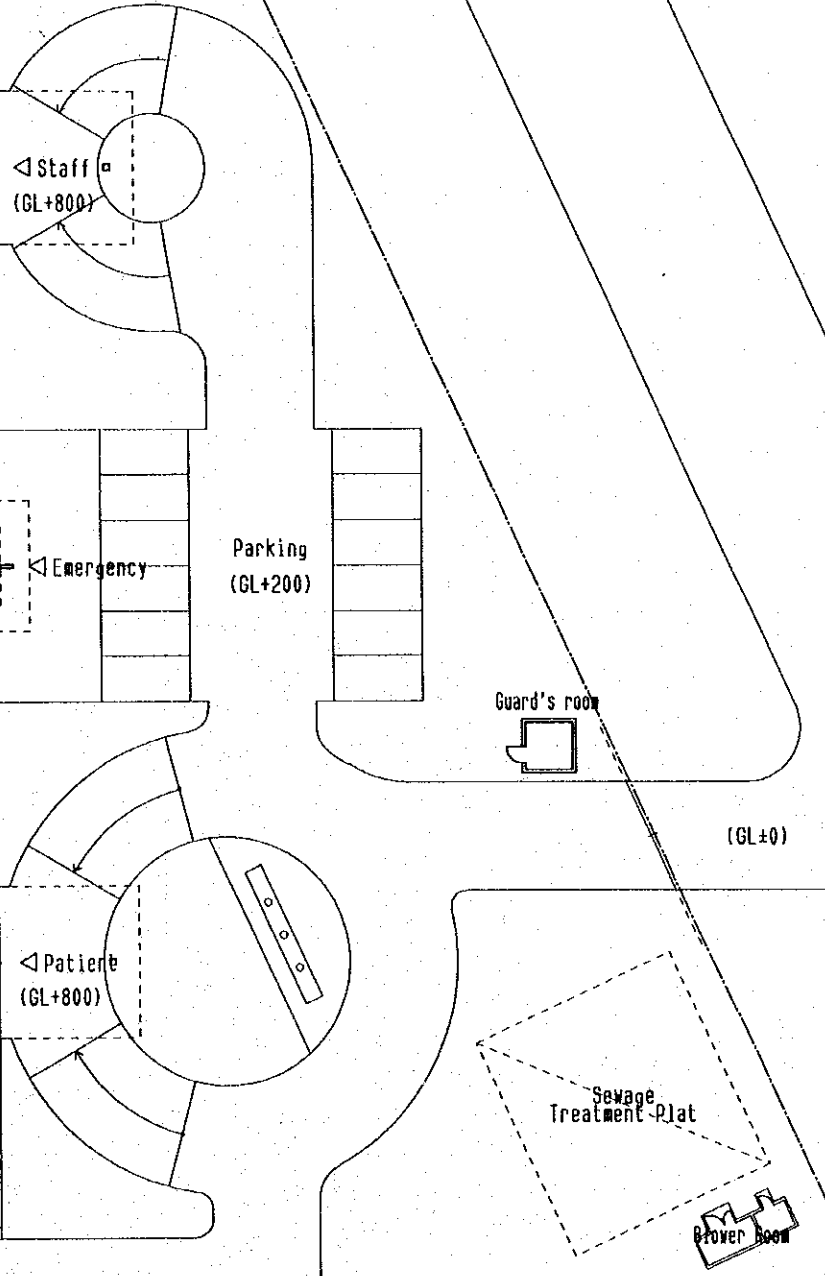 ◁ Staff
(GL+800)
Parking
(GL+200)
◁ Emergency
Guard's room
(GL±0)
◁ Patient
(GL+800)
Sewage
Treatment Plat
Blower Room